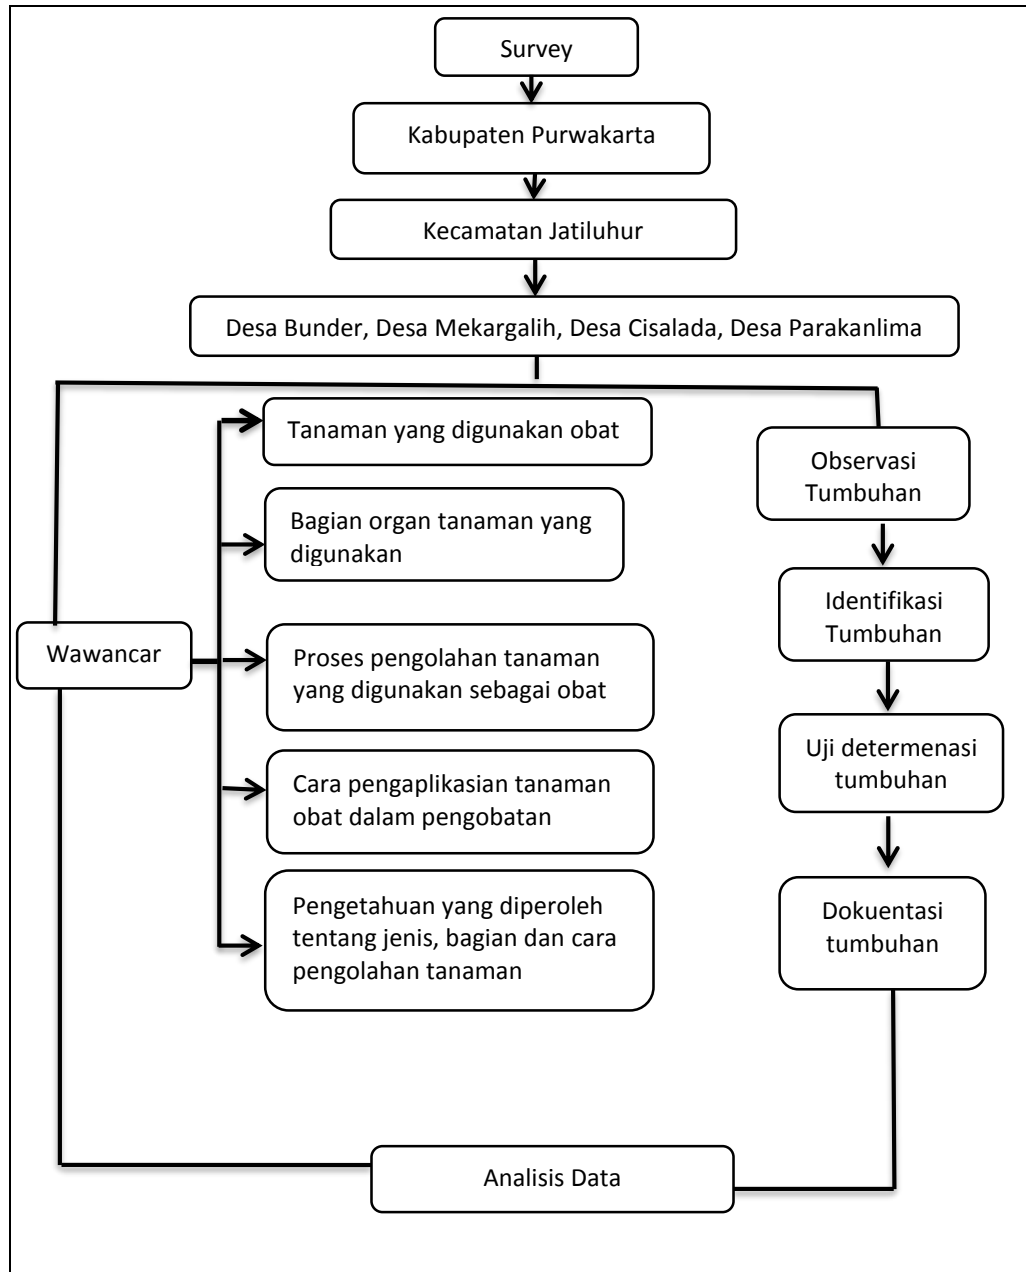 Survey
Kabupaten Purwakarta
Kecamatan Jatiluhur
Desa Bunder, Desa Mekargalih, Desa Cisalada, Desa Parakanlima
Wawancar
Tanaman yang digunakan obat
Bagian organ tanaman yang
digunakan
Proses pengolahan tanaman
yang digunakan sebagai obat
Cara pengaplikasian tanaman
obat dalam pengobatan
Pengetahuan yang diperoleh
tentang jenis, bagian dan cara
pengolahan tanaman
Observasi
Tumbuhan
Identifikasi
Tumbuhan
Uji determenasi
tumbuhan
Dokuentasi
tumbuhan
Analisis Data